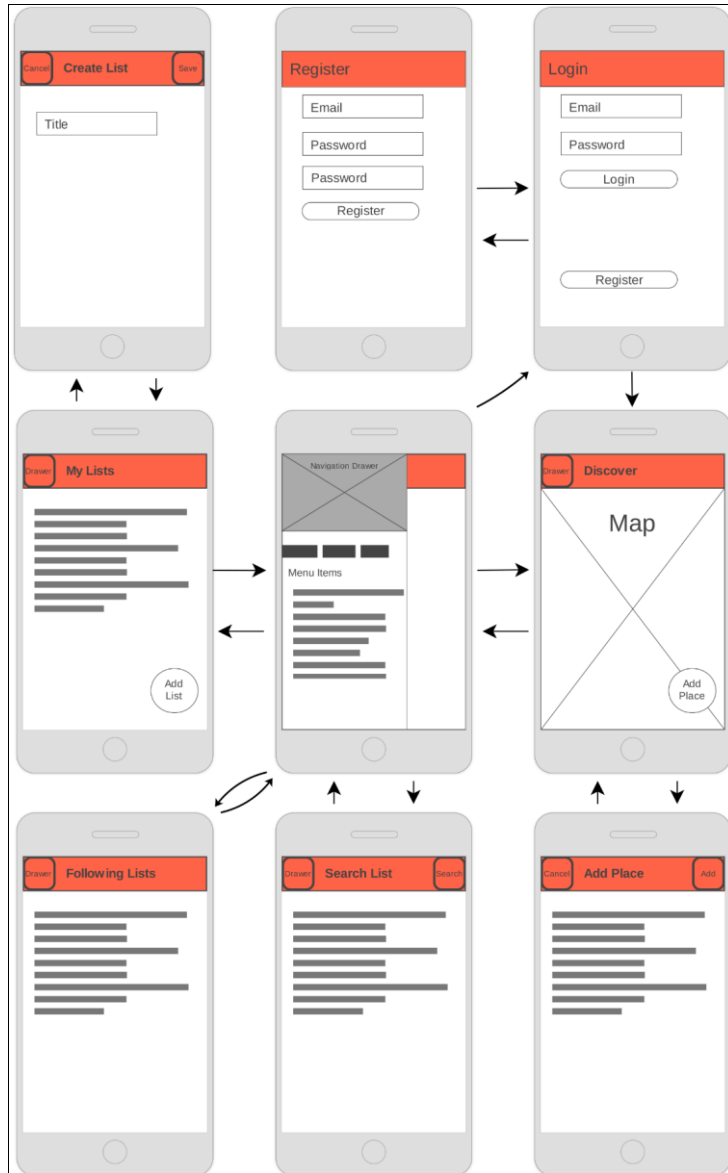 Cancel
Create List
Save
Title
Register
Email
Password
Password
Register
Login
Email
Password
Login
Register
Drawer
My Lists
Add
List
Navigation Drawer
Menu Items
Drawer
Discover
Map
Add
Place
Drawer
Following Lists
Drawer
Search List
Search
Cancel
Add Place
Add